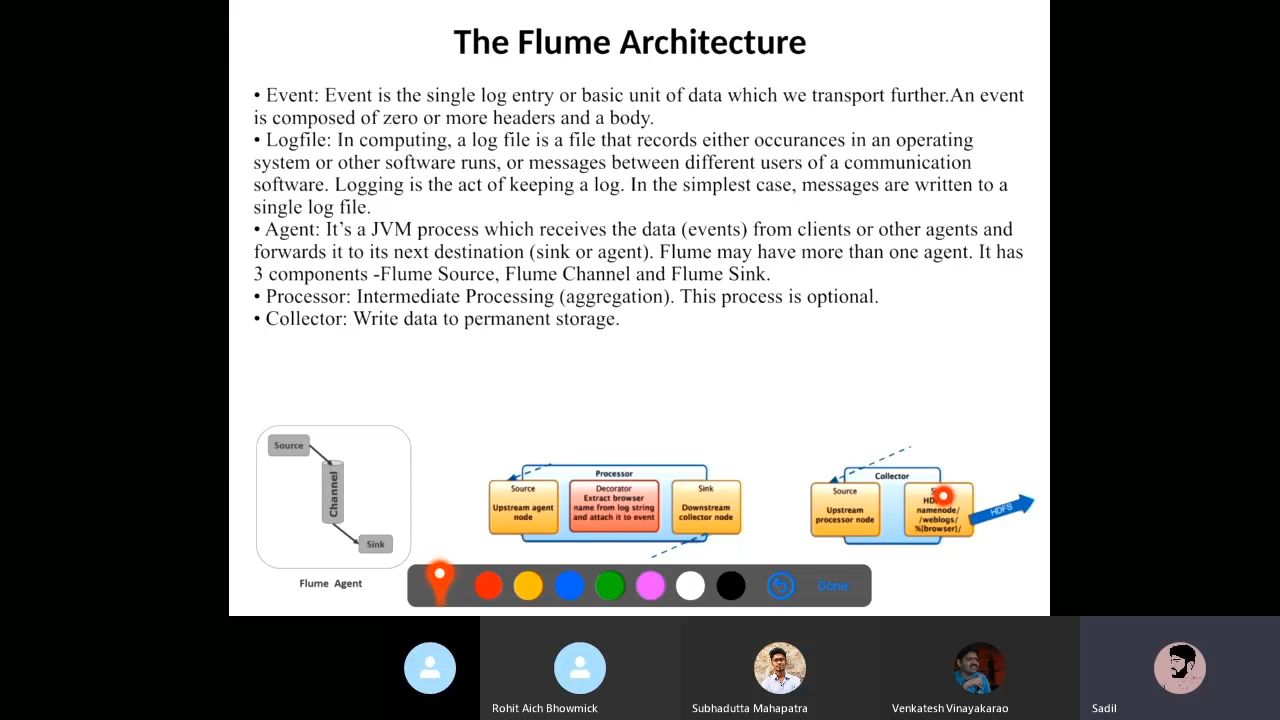 The Flume Architecture
• Event: Event is the single log entry or basic unit of data which we transport further.An event
is composed of zero or more headers and a body.
• Logfile: In computing, a log file is a file that records either occurances in an operating
system or other software runs, or messages between different users of a communication
software. Logging is the act of keeping a log. In the simplest case, messages are written to a
single log file.
• Agent: It’s a JVM process which receives the data (events) from clients or other agents and
forwards it to its next destination (sink or agent). Flume may have more than one agent. It has
3 components -Flume Source, Flume Channel and Flume Sink.
• Processor: Intermediate Processing (aggregation). This process is optional.
• Collector: Write data to permanent storage.
Source
Channel
Sink
Flume Agent
Processor
Source
Upstream agent
node
Decorator
Extract browser
name from log string
and attach it to event
Sink
Downstream
collector node
Collector
Source
Upstream
processor node
namenode/
/weblogs/
%{browser}/
HDFS
Done
Rohit Aich Bhowmick
Subhadutta Mahapatra
Venkatesh Vinayakarao
Sadil